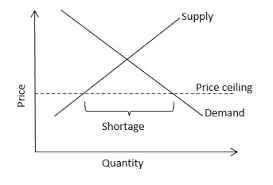 Supply
Price ceiling
Price
Demand
Shortage
Quantity